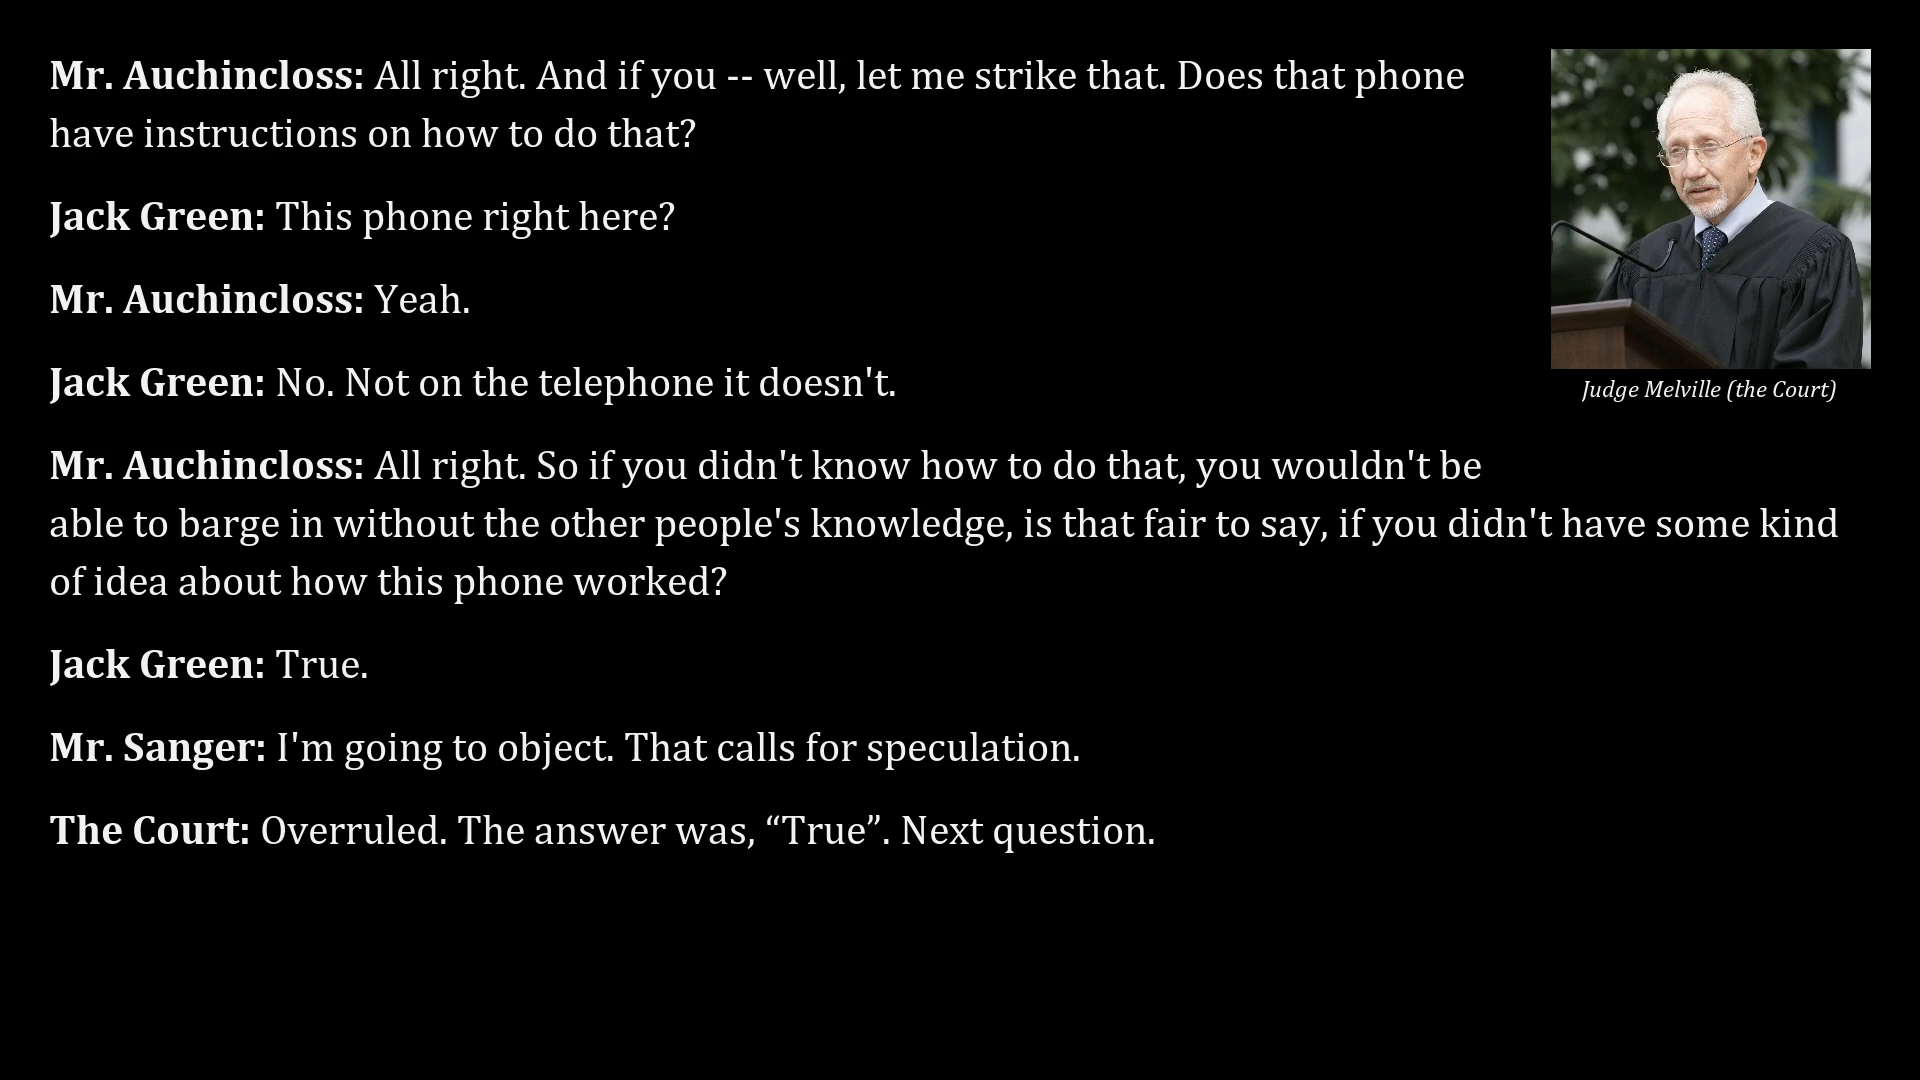 Mr. Auchincloss: All right. And if you -- well, let me strike that. Does that phone
have instructions on how to do that?
Jack Green: This phone right here?
Mr. Auchincloss: Yeah.
Jack Green: No. Not on the telephone it doesn't.
Judge Melville (the Court)
Mr. Auchincloss: All right. So if you didn't know how to do that, you wouldn't be
able to barge in without the other people's knowledge, is that fair to say, if you didn't have some kind
of idea about how this phone worked?
Jack Green: True.
Mr. Sanger: I'm going to object. That calls for speculation.
The Court: Overruled. The answer was, “True”. Next question.